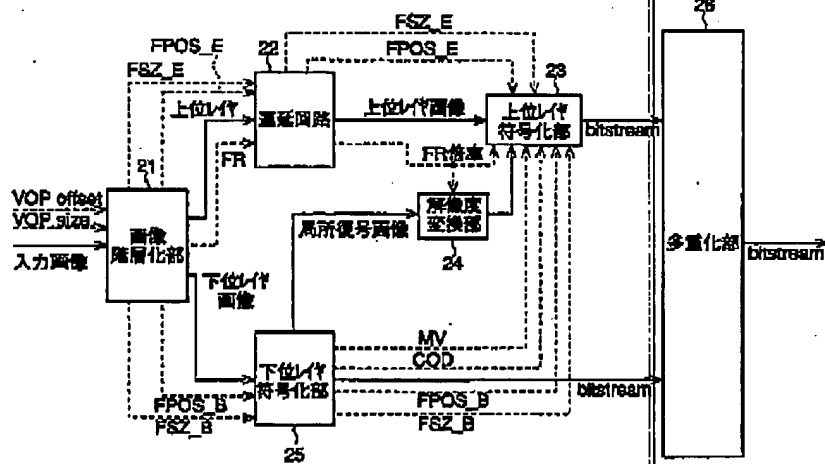 26
FSZ_E
FPOS_E
22
FPOS_E
FSZ_E
23
上位レイヤ
遅延回路
上位レイヤ画像
上位レイヤ
符号化部
bitstream
FR
FR倍率
21
VOP offset
VOP size
入力画像
画像
階層化部
局所復号画像
解像度
変換部
24
多重化部
bitstream
下位レイヤ
画像
MV
COD
下位レイヤ
符号化部
bitstream
FPOS_B
FSZ_B
FPOS_B
FSZ_B
25